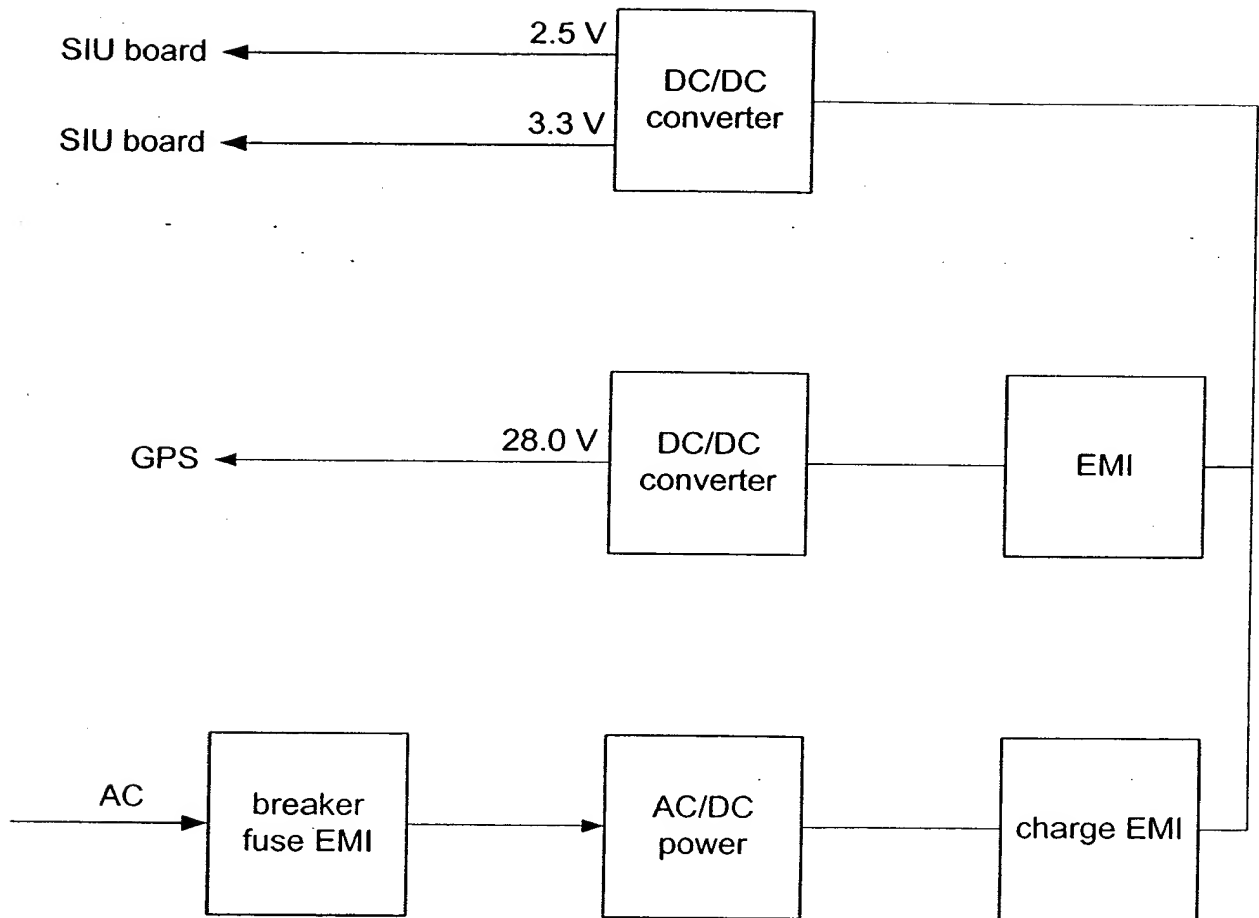 SIU board
2.5 V
DC/DC
converter
SIU board
3.3 V
GPS
28.0 V
DC/DC
converter
EMI
AC
breaker
fuse EMI
AC/DC
power
charge EMI